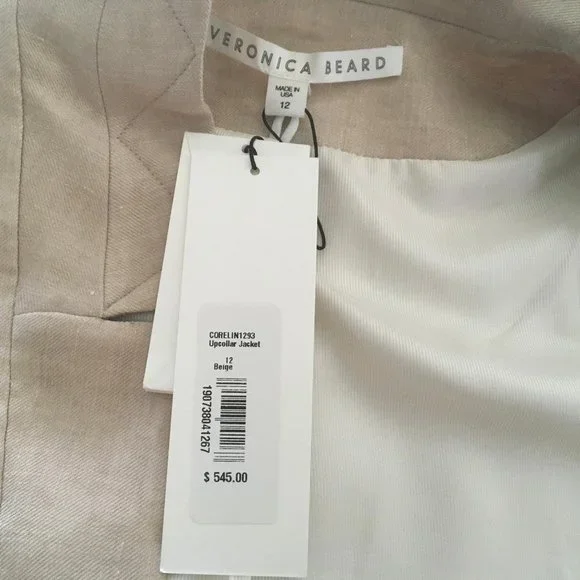 VERONICA BEARD
MADE IN
USA
12
CORELIN1293
Upcollar Jacket
12
Beige
190738041267
$ 545.00